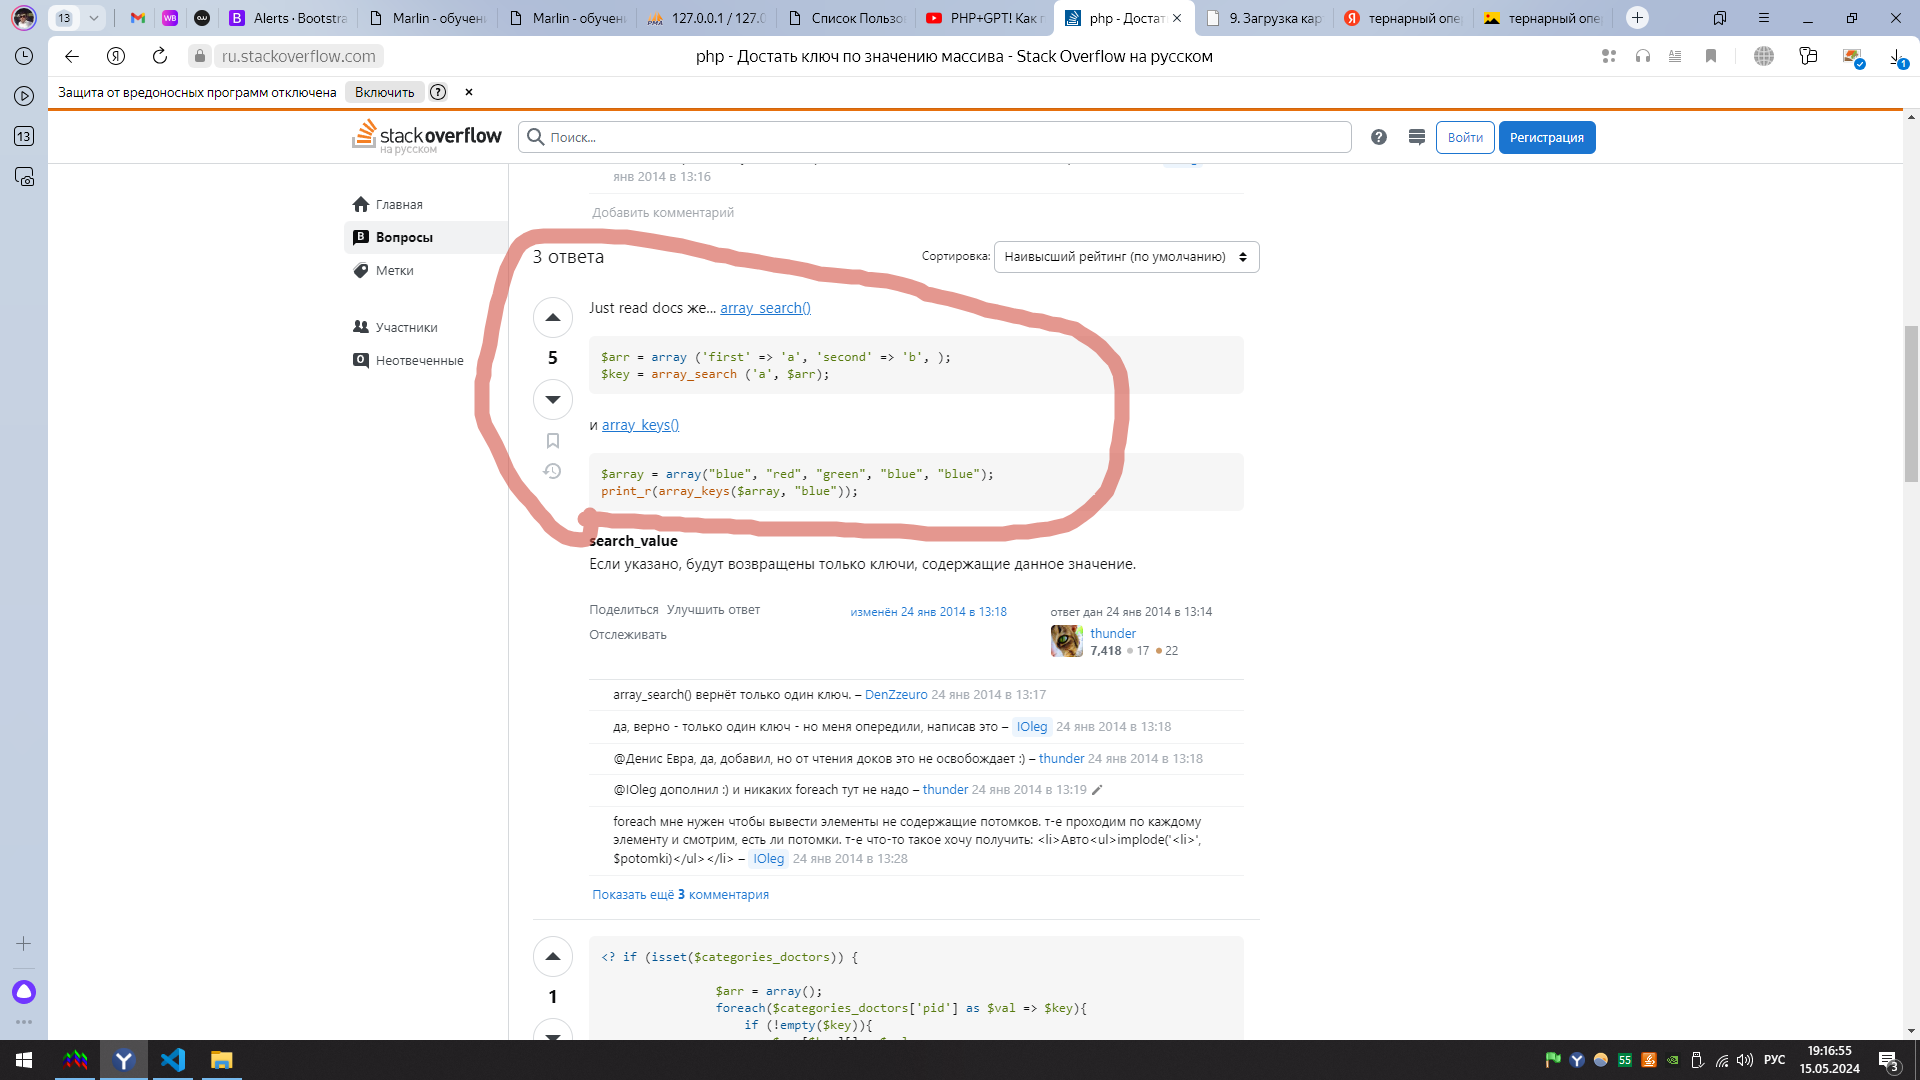 13
Alerts · Bootstra
Marlin - обучени
Marlin - обучени
127.0.0.1 / 127.0
Список Пользо
PHP+GPT! Как п
php - Достат
9. Загрузка кар
тернарный опе
тернарный опе
ru.stackoverflow.com
php - Достать ключ по значению массива - Stack Overflow на русском
1
Защита от вредоносных программ отключена
Включить
13
stackoverflow
на русском
Поиск...
Войти
Регистрация
янв 2014 в 13:16
Добавить комментарий
Главная
Вопросы
Метки
Участники
Неотвеченные
3 ответа
Сортировка:
Наивысший рейтинг (по умолчанию)
Just read docs же... array_search()
5
$arr = array ('first' => 'a', 'second' => 'b', );
$key = array_search ('a', $arr);
и array_keys()
$array = array("blue", "red", "green", "blue", "blue");
print_r(array_keys($array, "blue"));
search_value
Если указано, будут возвращены только ключи, содержащие данное значение.
Поделиться Улучшить ответ
Отслеживать
изменён 24 янв 2014 в 13:18
ответ дан 24 янв 2014 в 13:14
thunder
7,418 17 22
array_search() вернёт только один ключ. – DenZzeuro 24 янв 2014 в 13:17
да, верно - только один ключ - но меня опередили, написав это – IOleg 24 янв 2014 в 13:18
@Денис Евра, да, добавил, но от чтения доков это не освобождает :) – thunder 24 янв 2014 в 13:18
@IOleg дополнил :) и никаких foreach тут не надо – thunder 24 янв 2014 в 13:19
foreach мне нужен чтобы вывести элементы не содержащие потомков. т-е проходим по каждому
элементу и смотрим, есть ли потомки. т-е что-то такое хочу получить: <li>Авто<ul>implode('<li>',
$potomki)</ul></li> – IOleg 24 янв 2014 в 13:28
Показать ещё 3 комментария
1
<? if (isset($categories_doctors)) {
$arr = array();
foreach($categories_doctors['pid'] as $val => $key){
if (!empty($key)){
55
РУС
19:16:55
15.05.2024
3